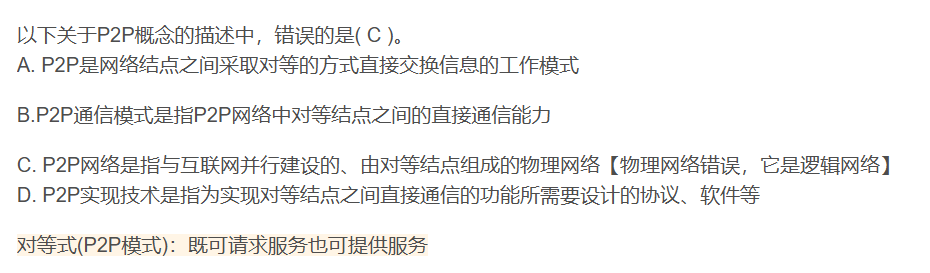 以下关于P2P概念的描述中，错误的是( C )。
A. P2P是网络结点之间采取对等的方式直接交换信息的工作模式
B.P2P通信模式是指P2P网络中对等结点之间的直接通信能力
C. P2P网络是指与互联网并行建设的、由对等结点组成的物理网络【物理网络错误，它是逻辑网络】
D. P2P实现技术是指为实现对等结点之间直接通信的功能所需要设计的协议、软件等
对等式(P2P模式)：既可请求服务也可提供服务